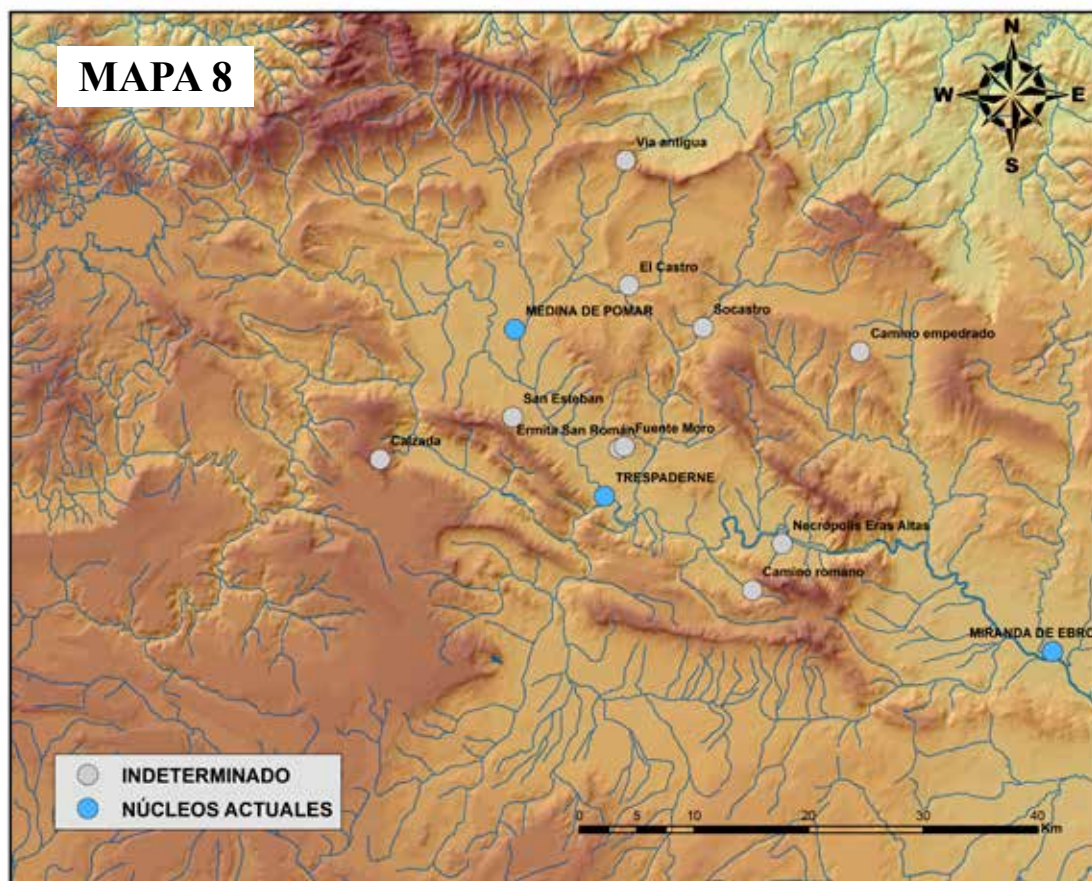 MAPA 8
N
W
E
S
Via antigua
El Castro
MEDINA DE POMAR
Socastro
Camino empedrado
San Esteban
Ermita San Román
Fuente Moro
Calzada
TRESPADERNE
Necrópolis Eras Altas
Camino romano
MIRANDA DE EBRO
INDETERMINADO
NÚCLEOS ACTUALES
0 5 10 20 30 40
Km